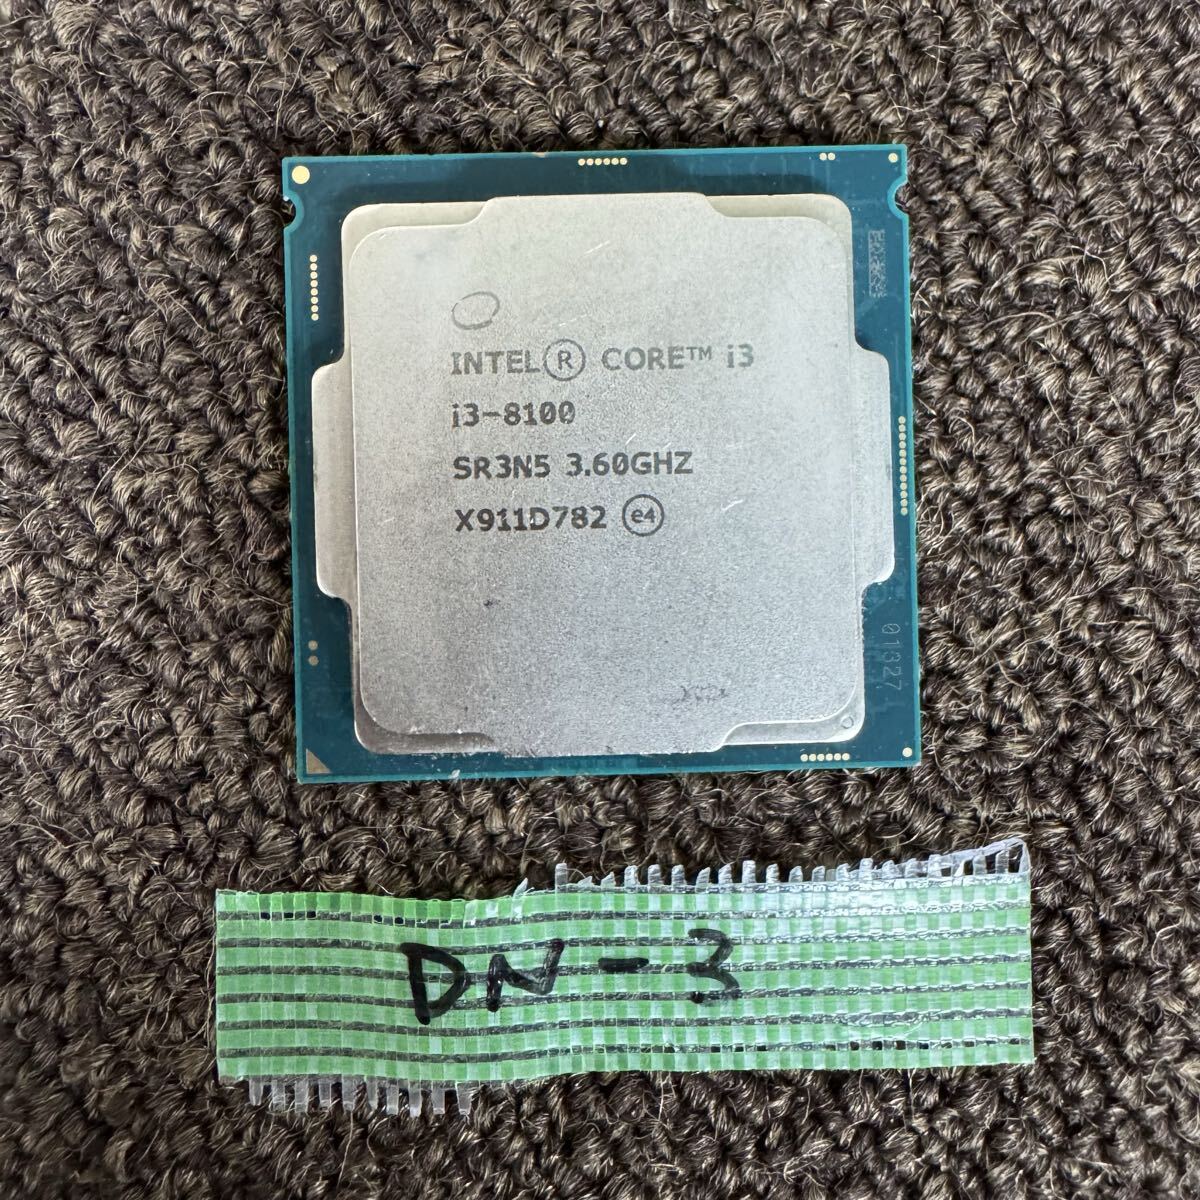 INTEL® CORE™ i3
i3-8100
SR3N5 3.60GHZ
X911D782 e4
01327
DN-3